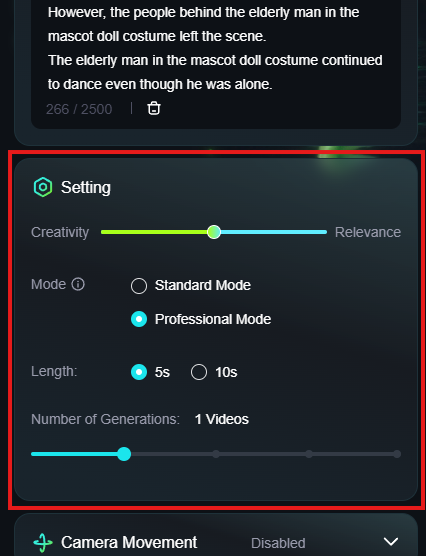 However, the people behind the elderly man in the
mascot doll costume left the scene.
The elderly man in the mascot doll costume continued
to dance even though he was alone.
266 / 2500
Setting
Creativity Relevance
Mode Standard Mode
Professional Mode
Length: 5s 10s
Number of Generations: 1 Videos
Camera Movement Disabled